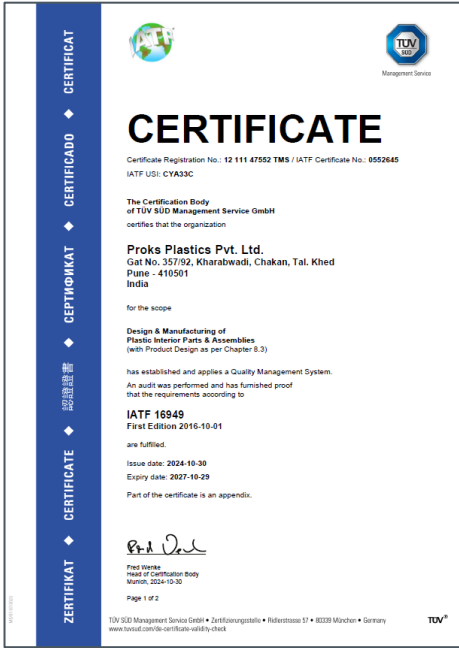 IATF
TÜV
SÜD
Management Service
CERTIFICATE
Certificate Registration No.: 12 111 47552 TMS / IATF Certificate No.: 0552645
IATF USI: CYA33C
The Certification Body
of TÜV SÜD Management Service GmbH
certifies that the organization
Proks Plastics Pvt. Ltd.
Gat No. 357/92, Kharabwadi, Chakan, Tal. Khed
Pune - 410501
India
for the scope
Design & Manufacturing of
Plastic Interior Parts & Assemblies
(with Product Design as per Chapter 8.3)
has established and applies a Quality Management System.
An audit was performed and has furnished proof
that the requirements according to
IATF 16949
First Edition 2016-10-01
are fulfilled.
Issue date: 2024-10-30
Expiry date: 2027-10-29
Part of the certificate is an appendix.
Fred Wenke
Head of Certification Body
Munich, 2024-10-30
Page 1 of 2
TÜV SÜD Management Service GmbH • Zertifizierungsstelle • Ridlerstrasse 57 • 80339 München • Germany
www.tuvsud.com/de-certificate-validity-check
TÜV®
ZERTIFIKAT ◆ CERTIFICATE ◆ 認證證書 ◆ СЕРТИФИКАТ ◆ CERTIFICADO ◆ CERTIFICAT